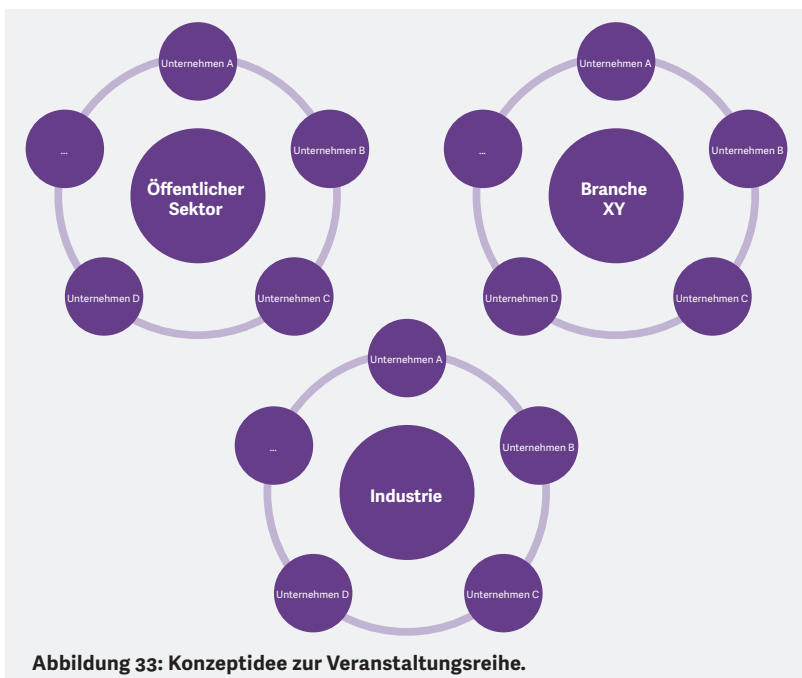 Unternehmen A
...
Unternehmen B
Öffentlicher
Sektor
Unternehmen D
Unternehmen C
Unternehmen A
...
Unternehmen B
Branche
XY
Unternehmen D
Unternehmen C
Unternehmen A
...
Unternehmen B
Industrie
Unternehmen D
Unternehmen C
Abbildung 33: Konzeptidee zur Veranstaltungsreihe.